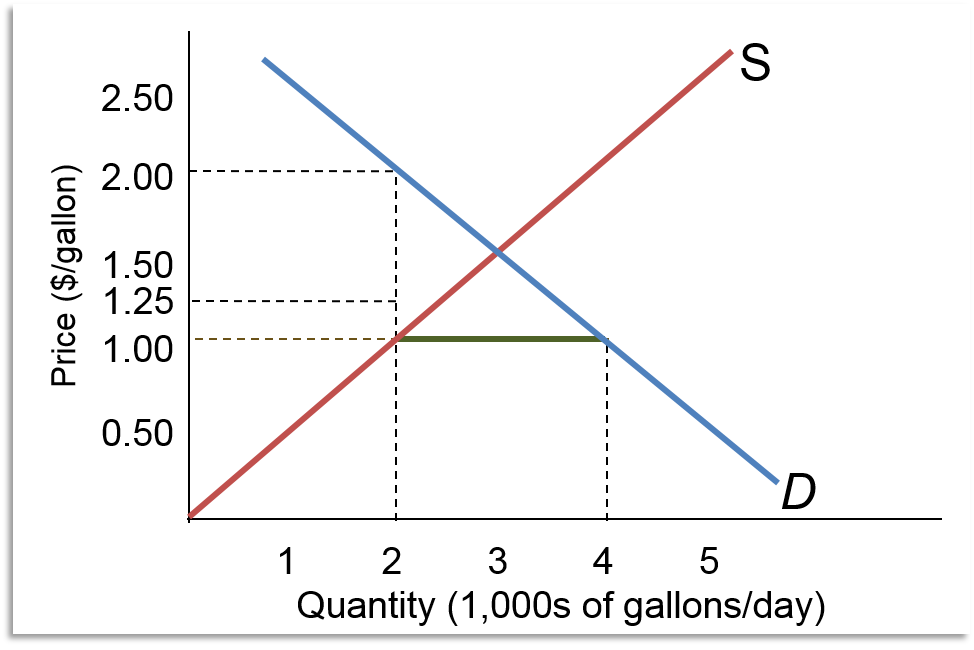 S
2.50
2.00
1.50
1.25
1.00
0.50
Price ($/gallon)
D
1 2 3 4 5
Quantity (1,000s of gallons/day)